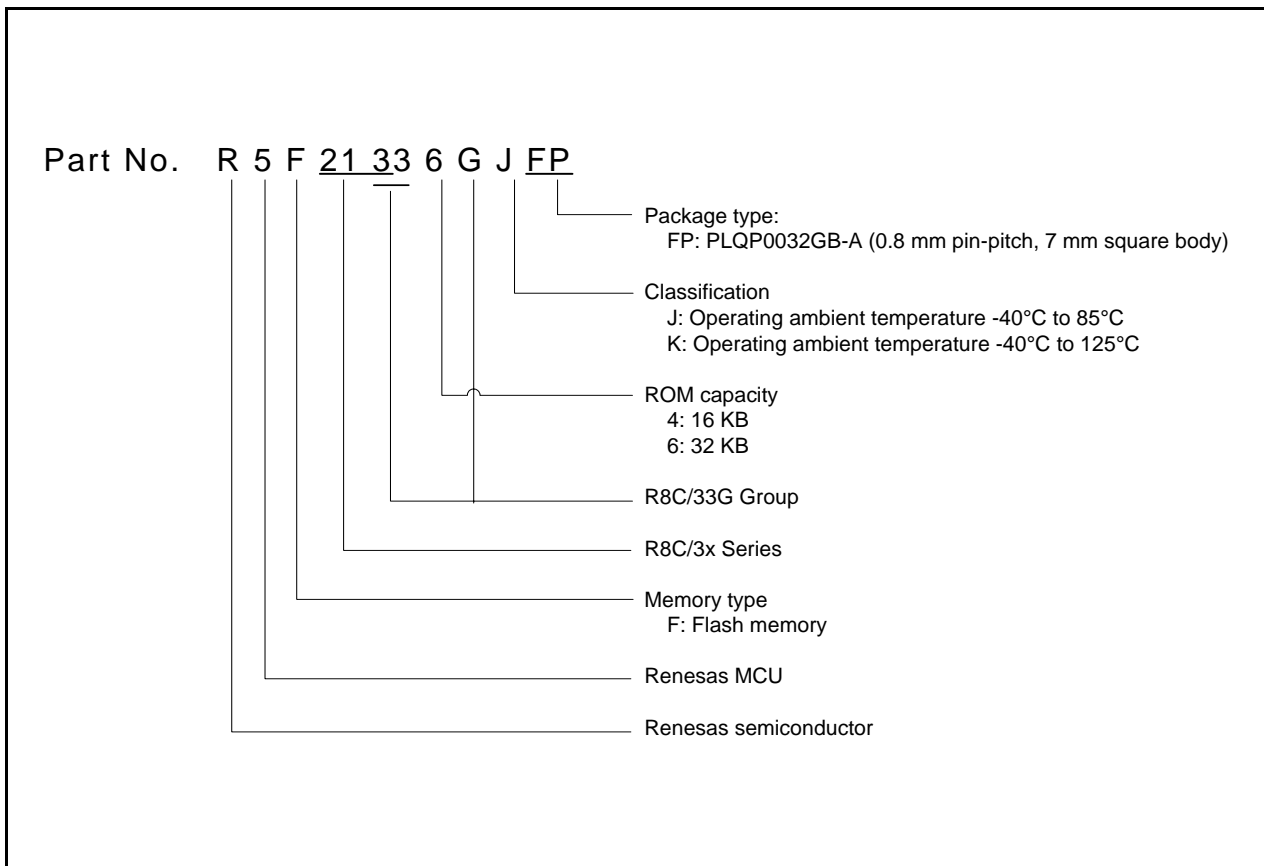 Part No. R 5 F 21 33 6 G J FP
Package type:
FP: PLQP0032GB-A (0.8 mm pin-pitch, 7 mm square body)
Classification
J: Operating ambient temperature -40°C to 85°C
K: Operating ambient temperature -40°C to 125°C
ROM capacity
4: 16 KB
6: 32 KB
R8C/33G Group
R8C/3x Series
Memory type
F: Flash memory
Renesas MCU
Renesas semiconductor